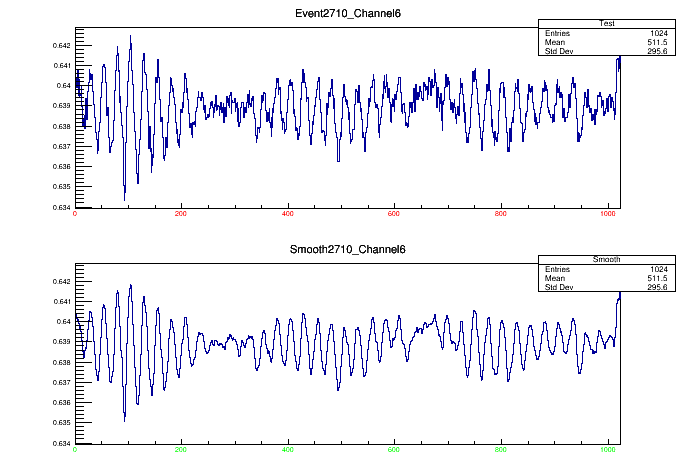 Event2710_Channel6
Test
Entries 1024
Mean 511.5
Std Dev 295.6
0.642
0.641
0.64
0.639
0.638
0.637
0.636
0.635
0.634
0 200 400 600 800 1000
Smooth2710_Channel6
Smooth
Entries 1024
Mean 511.5
Std Dev 295.6
0.642
0.641
0.64
0.639
0.638
0.637
0.636
0.635
0.634
0 200 400 600 800 1000